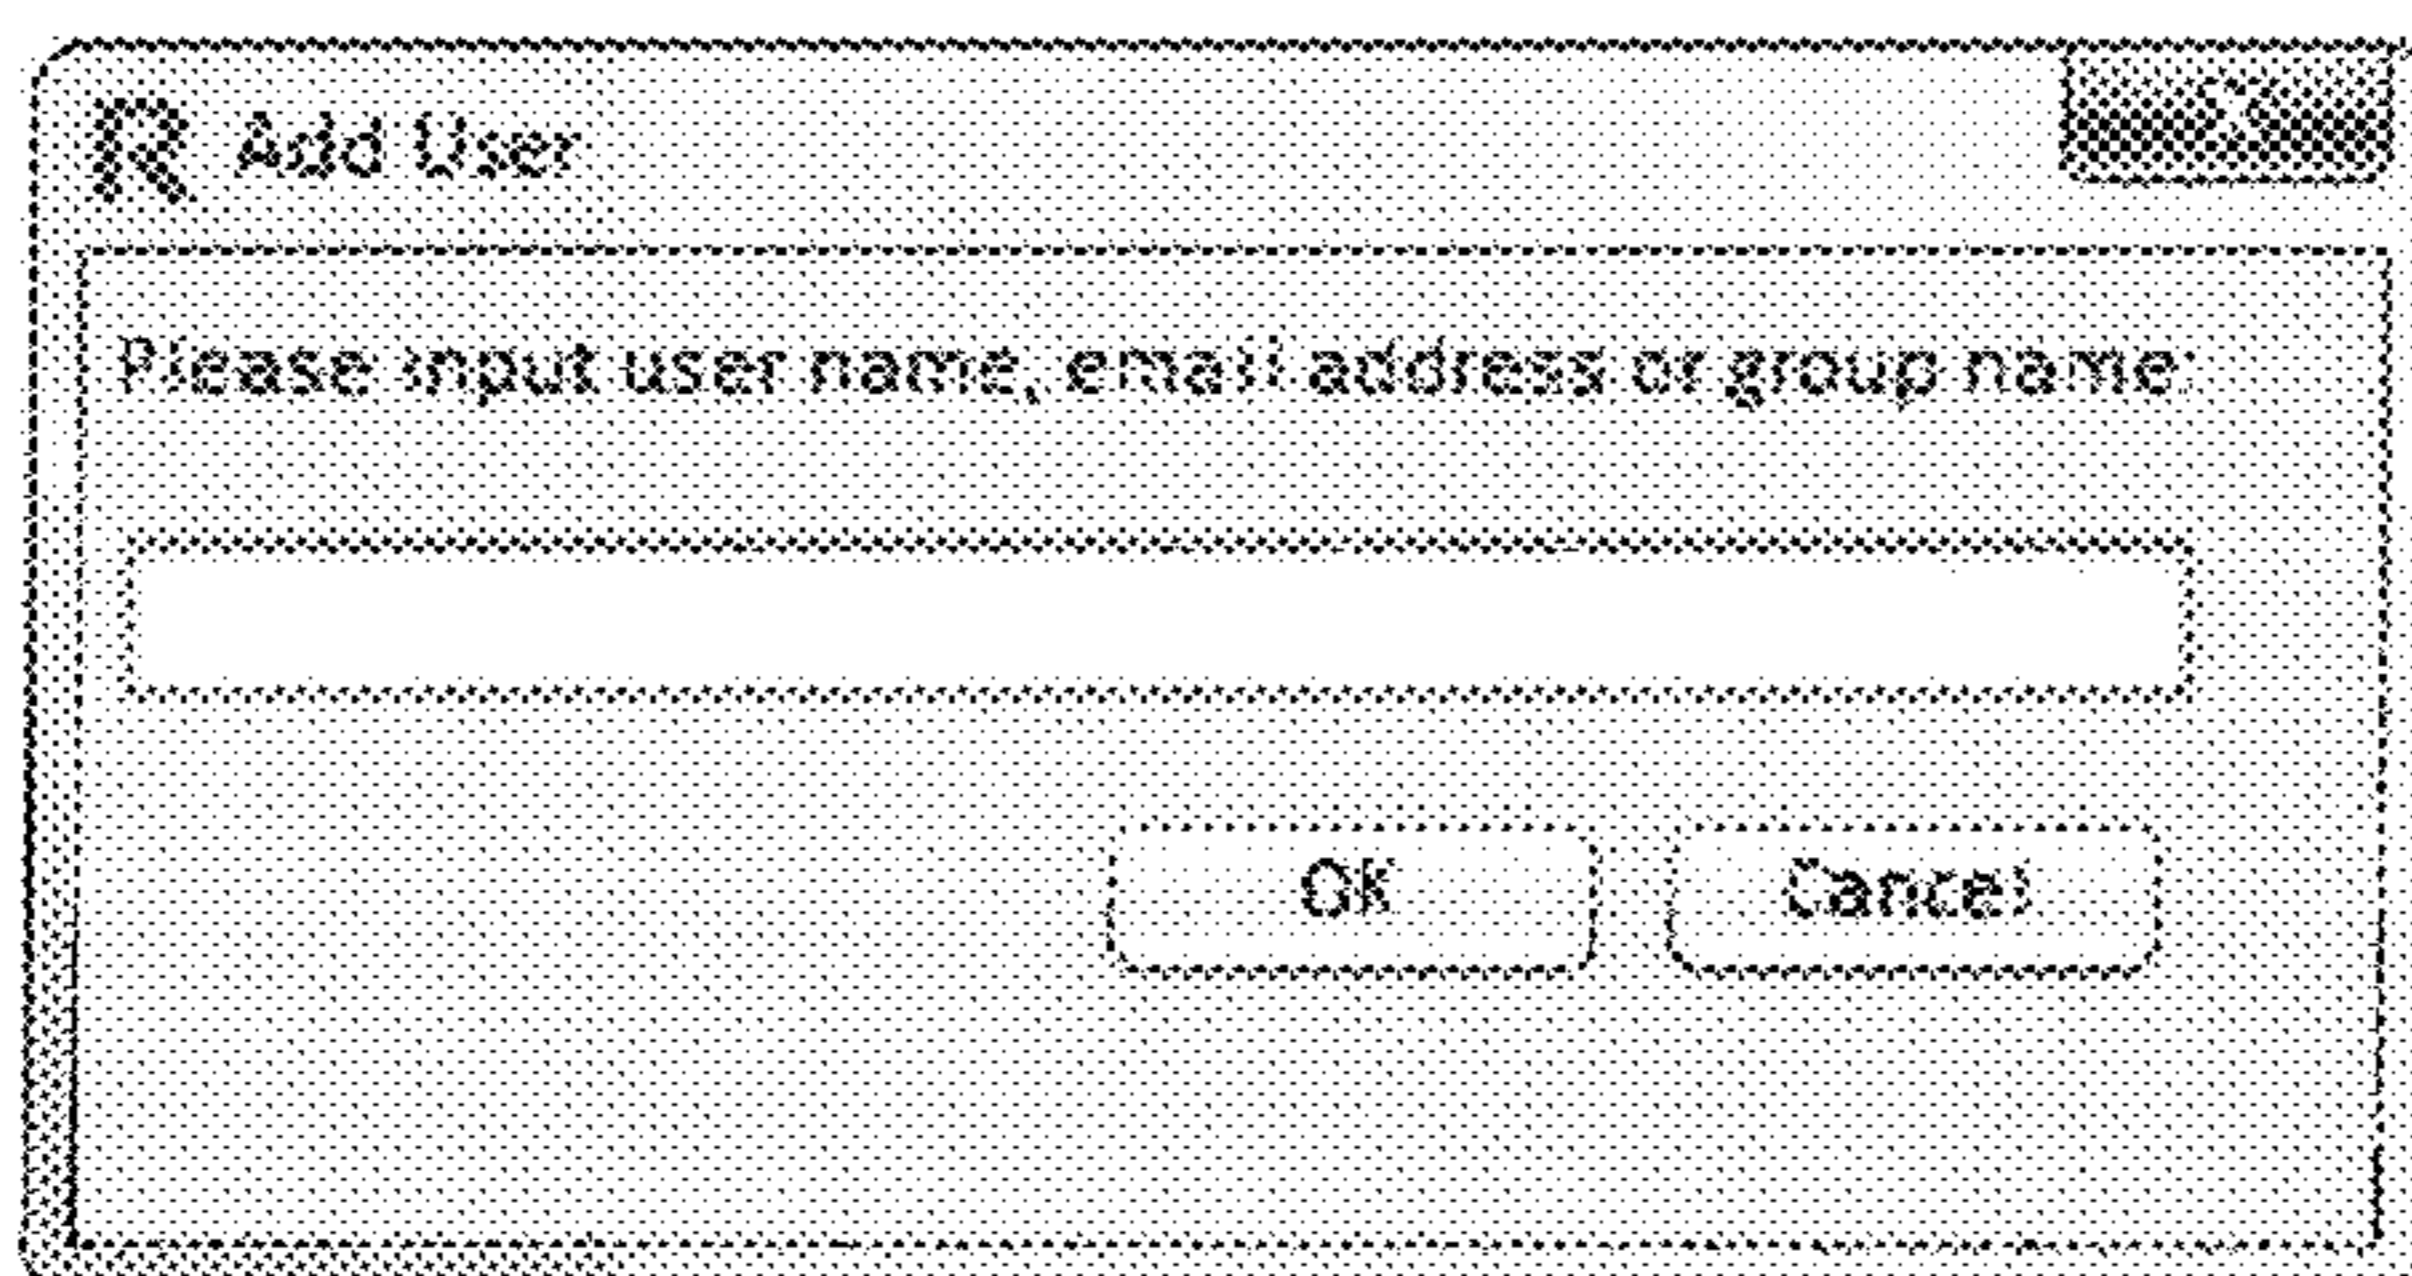 R Add User X
Please input user name, email address or group name:
OK Cancel